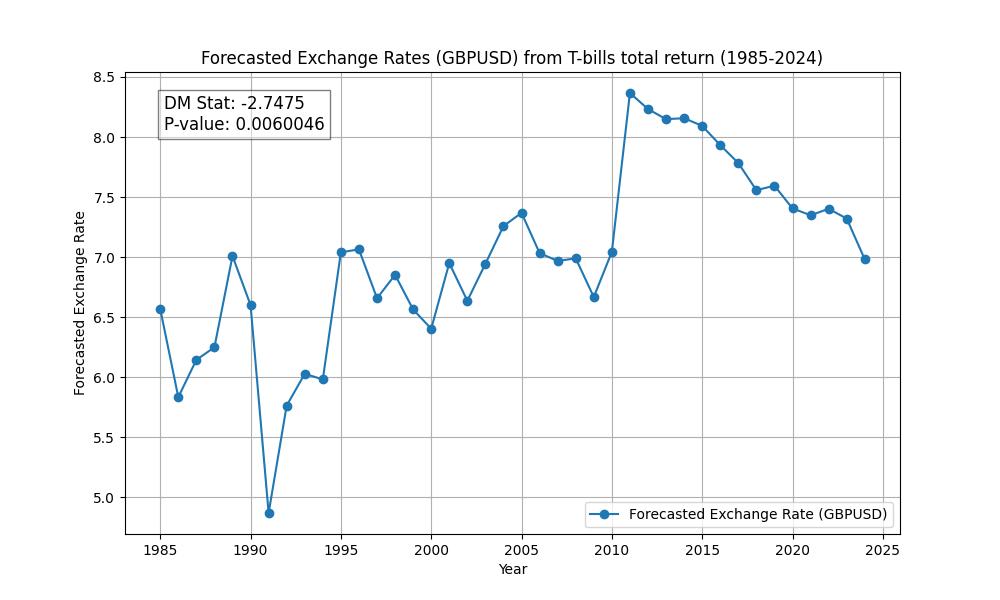 Forecasted Exchange Rates (GBPUSD) from T-bills total return (1985-2024)
DM Stat: -2.7475
P-value: 0.0060046
Forecasted Exchange Rate
8.5
8.0
7.5
7.0
6.5
6.0
5.5
5.0
Forecasted Exchange Rate (GBPUSD)
1985 1990 1995 2000 2005 2010 2015 2020 2025
Year